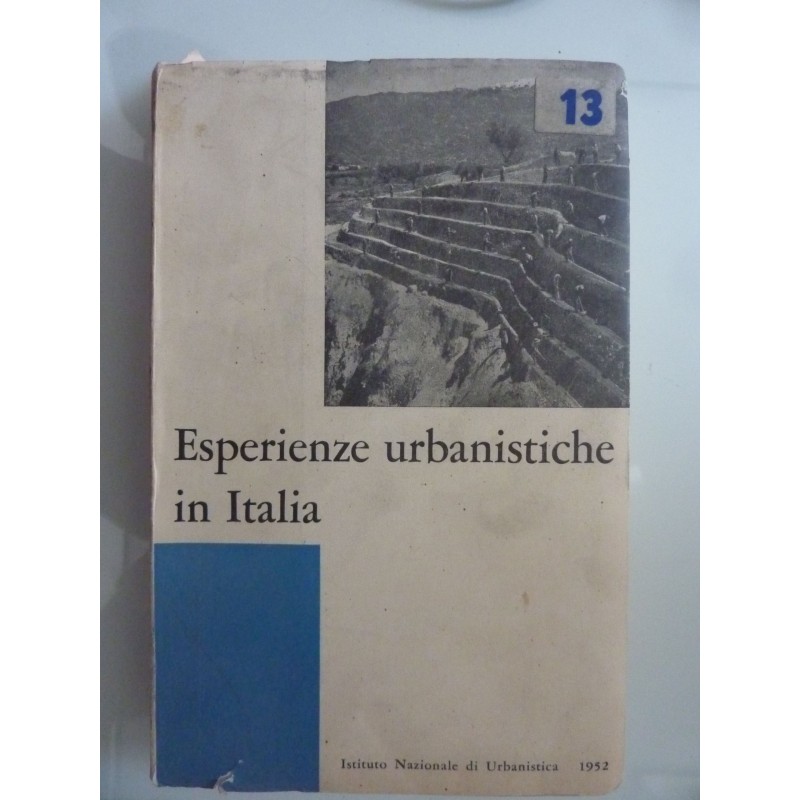 13
Esperienze urbanistiche
in Italia
Istituto Nazionale di Urbanistica 1952